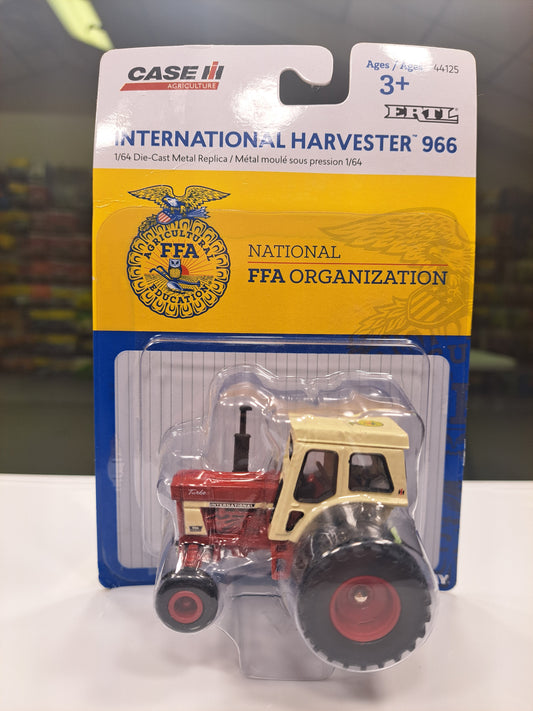 CASE IH
AGRICULTURE
Ages / Ages 44125
3+
ERTL
INTERNATIONAL HARVESTER™ 966
1/64 Die-Cast Metal Replica / Métal moulé sous pression 1/64
AGRICULTURAL
FFA
EDUCATION
NATIONAL
FFA ORGANIZATION
Turbo
INTERNATIONAL